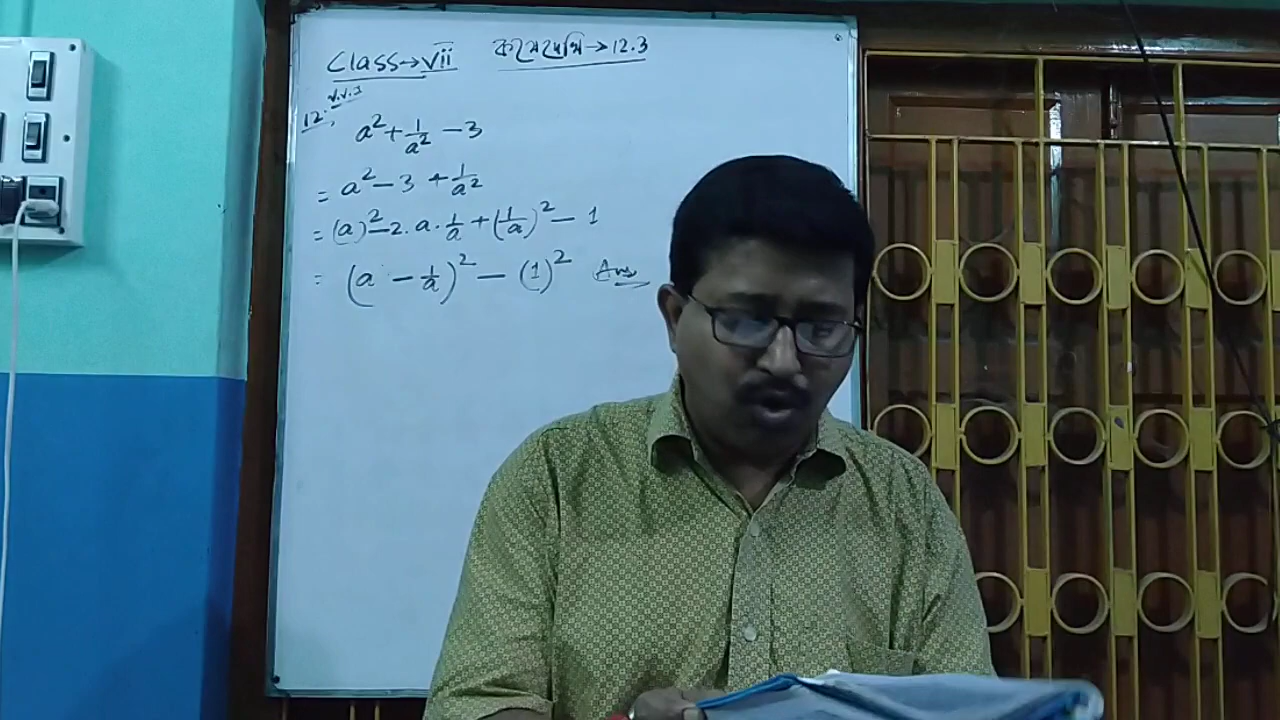 Class→VII কষে দেখি→12.3
v.v.I
12.
a² + 1/a² − 3
= a² − 3 + 1/a²
= (a)² − 2. a. 1/a + (1/a)² − 1
= (a − 1/a)² − (1)² Ans